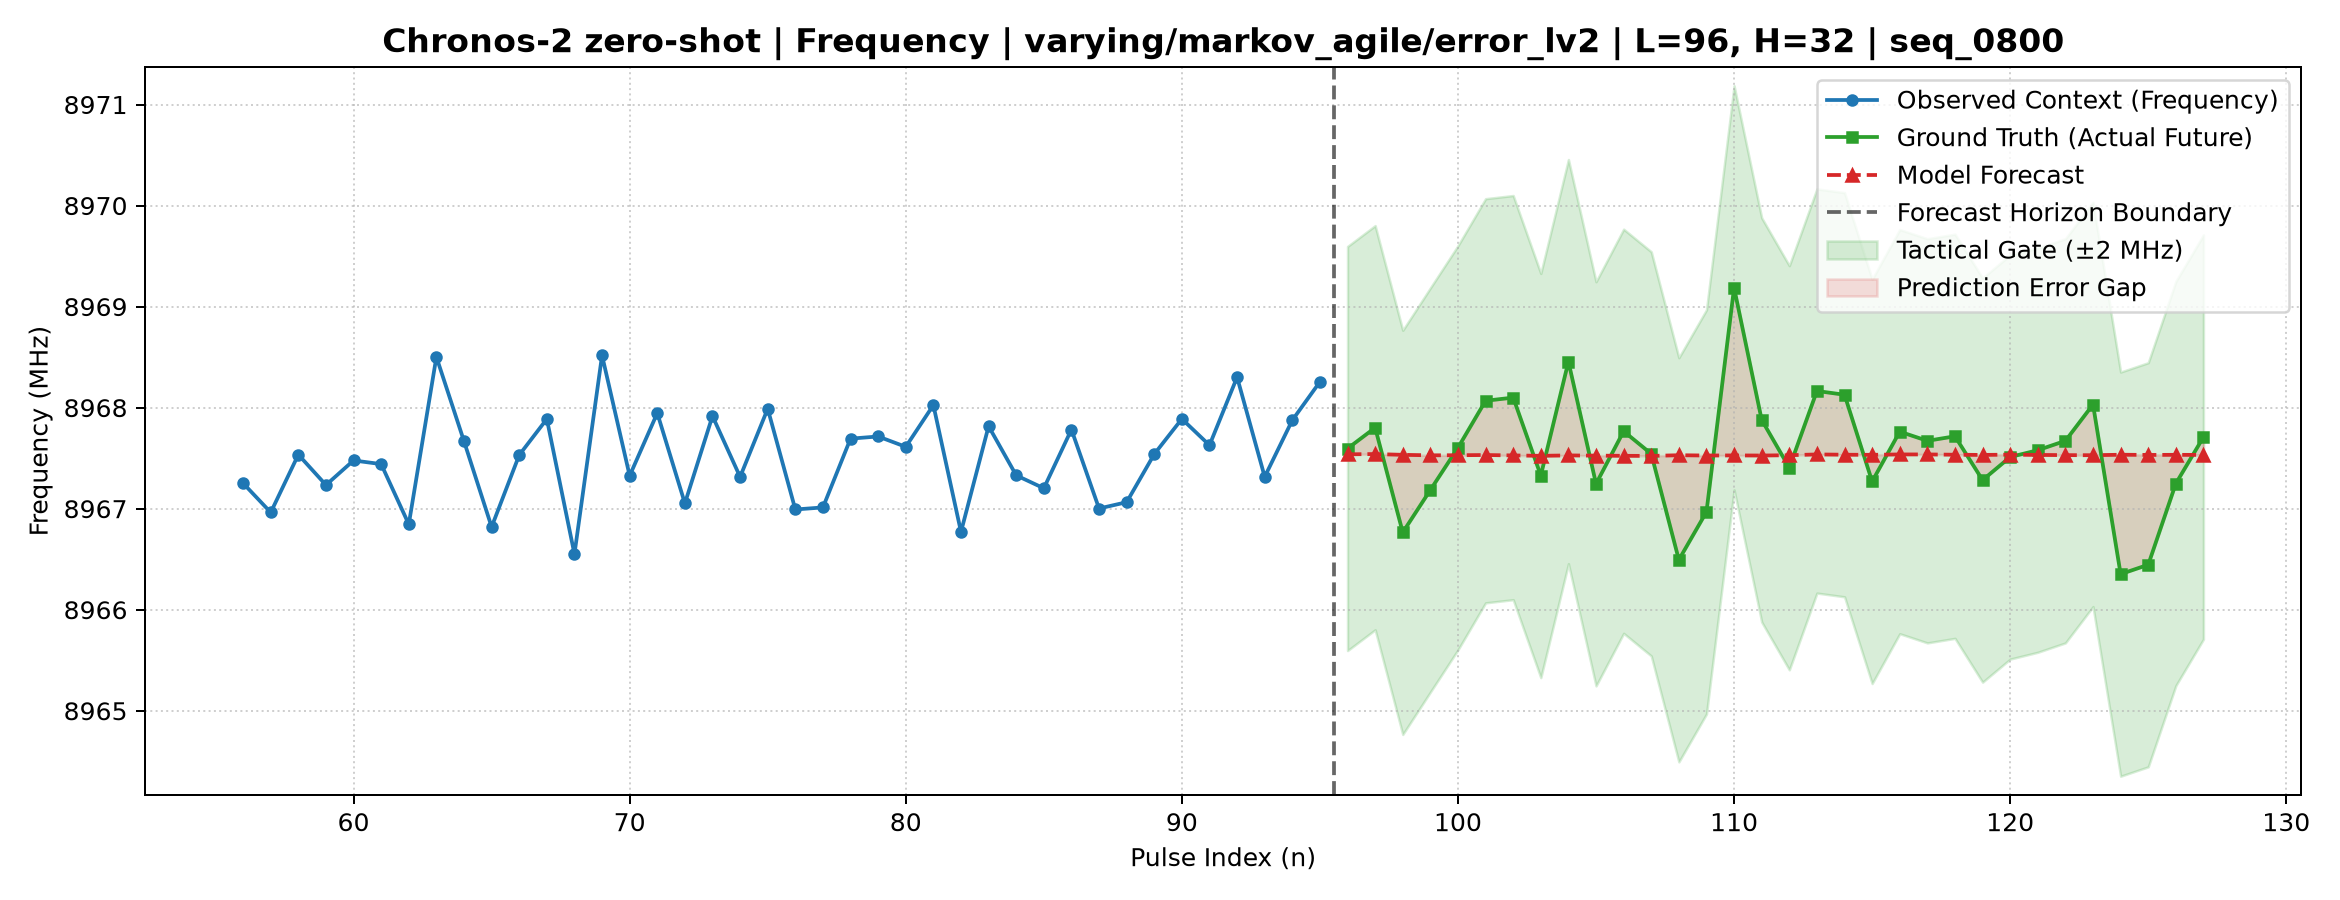 Chronos-2 zero-shot | Frequency | varying/markov_agile/error_lv2 | L=96, H=32 | seq_0800
Observed Context (Frequency)
Ground Truth (Actual Future)
Model Forecast
Forecast Horizon Boundary
Tactical Gate (±2 MHz)
Prediction Error Gap
Frequency (MHz)
8971
8970
8969
8968
8967
8966
8965
60 70 80 90 100 110 120 130
Pulse Index (n)